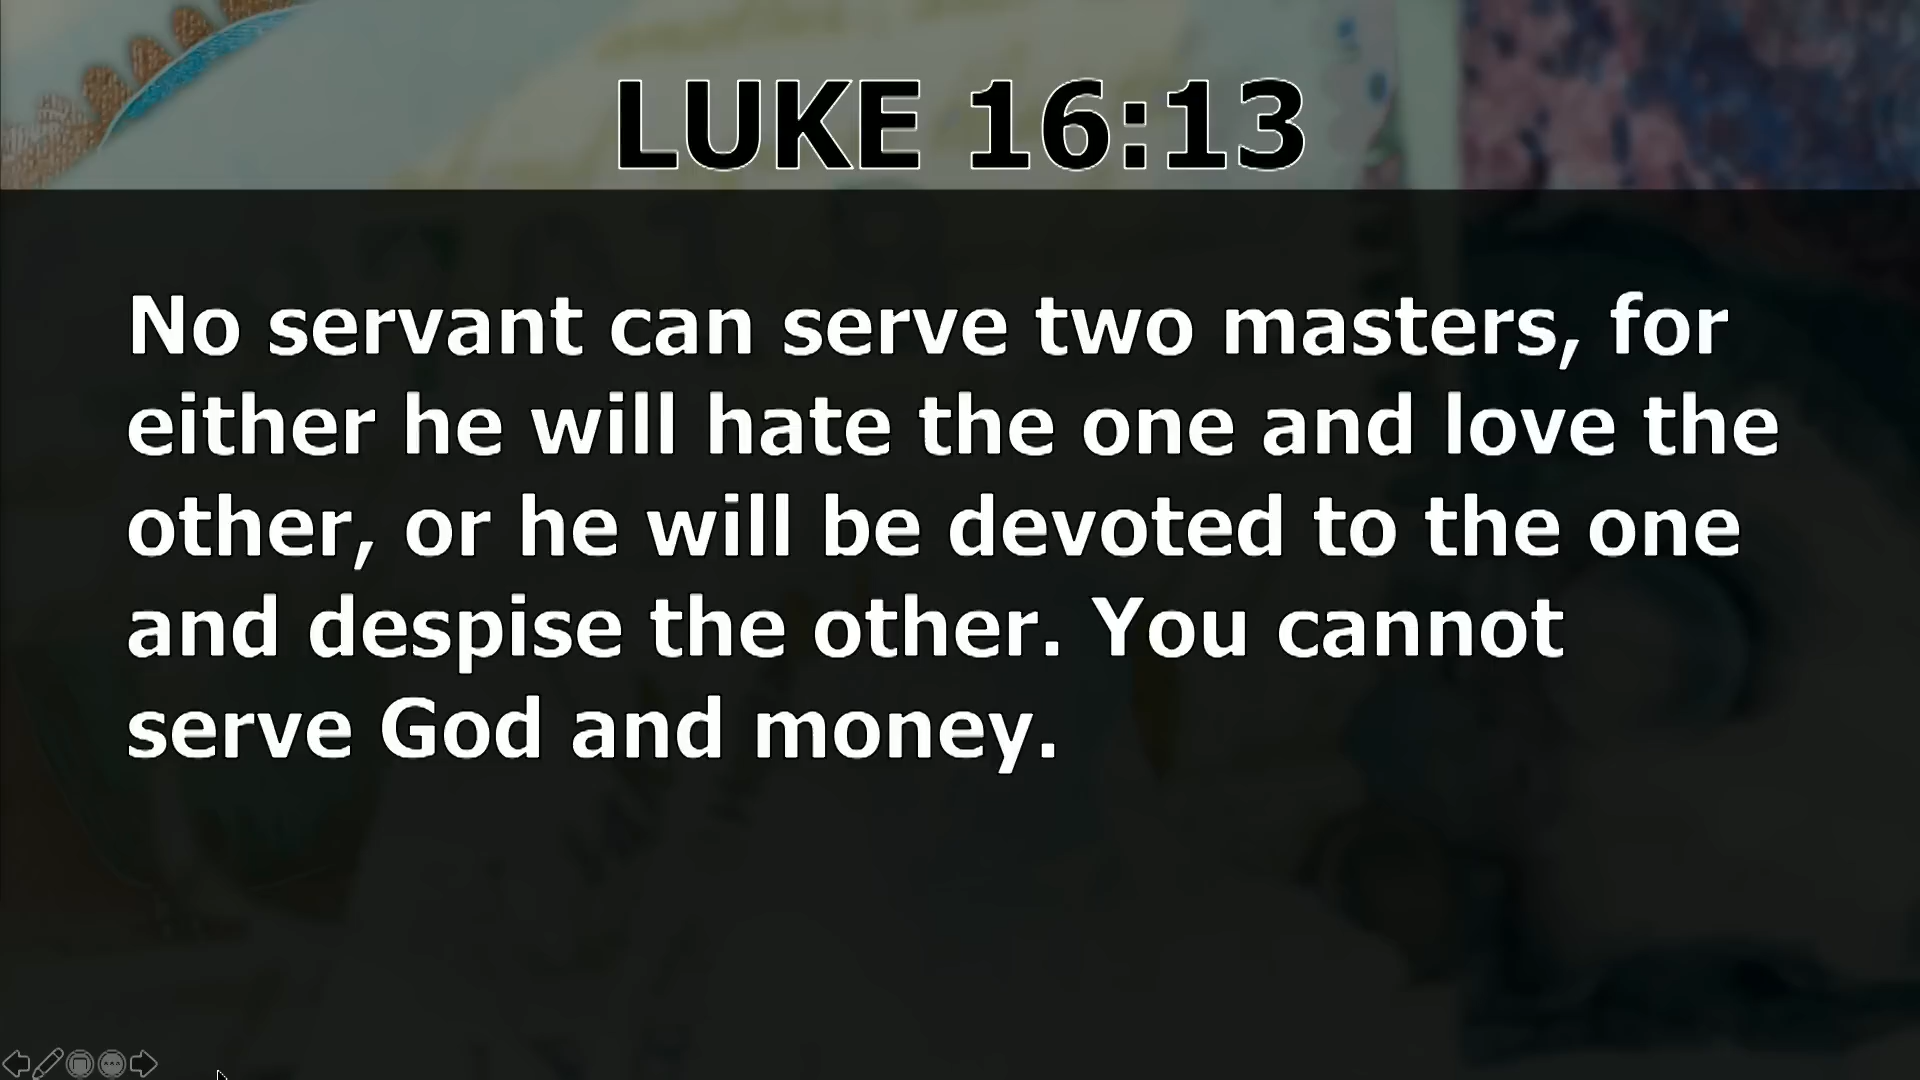 LUKE 16:13
No servant can serve two masters, for
either he will hate the one and love the
other, or he will be devoted to the one
and despise the other. You cannot
serve God and money.